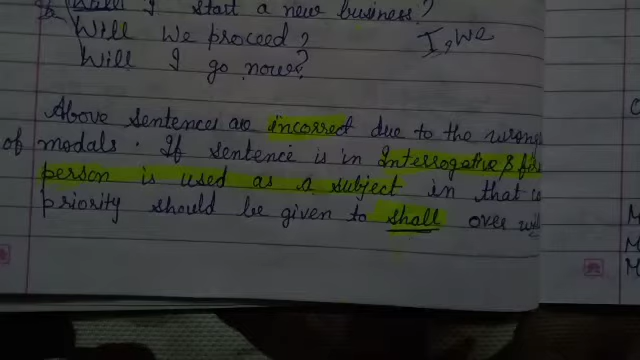 Will I start a new business?
Will We proceed?
I, we
Will I go now?
Above sentences are incorrect due to the wrong
of modals. If sentence is in Interrogative &
person is used as a subject in that
priority should be given to shall over
M
M
M